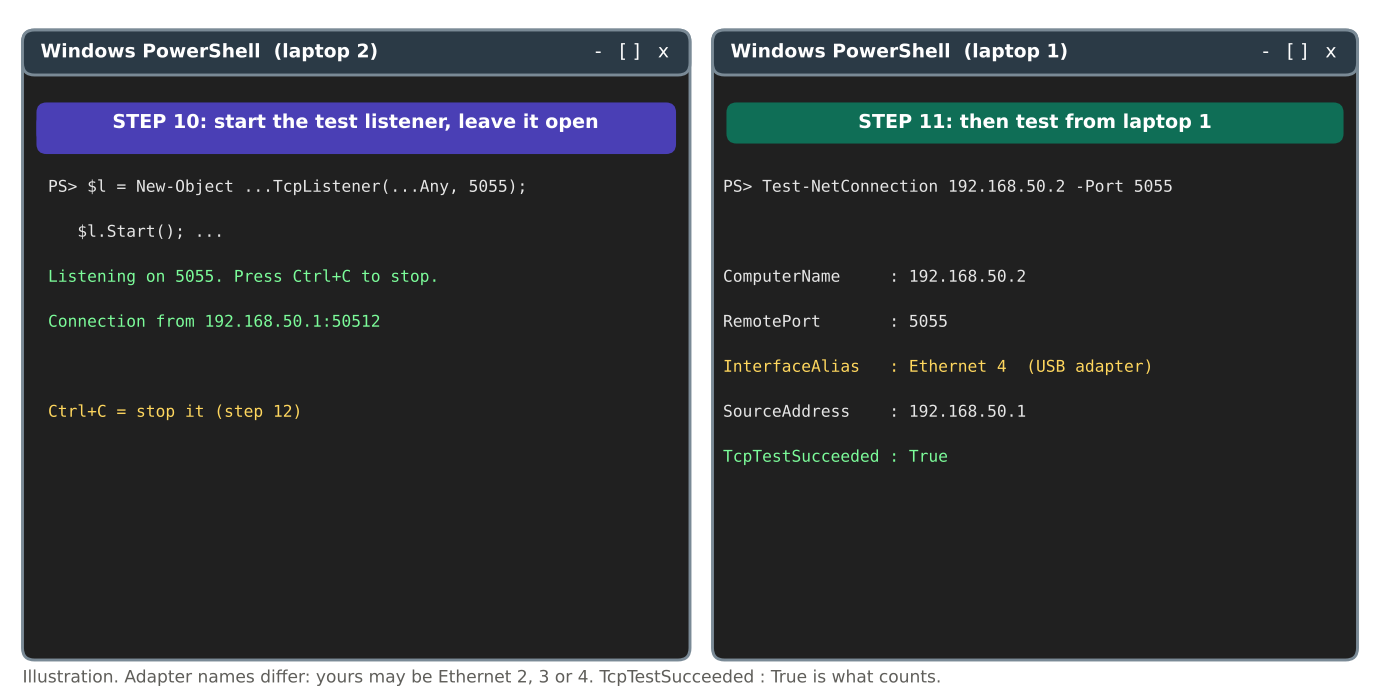 Windows PowerShell (laptop 2) - [ ] x
STEP 10: start the test listener, leave it open
PS> $l = New-Object ...TcpListener(...Any, 5055);
$l.Start(); ...
Listening on 5055. Press Ctrl+C to stop.
Connection from 192.168.50.1:50512
Ctrl+C = stop it (step 12)
Windows PowerShell (laptop 1) - [ ] x
STEP 11: then test from laptop 1
PS> Test-NetConnection 192.168.50.2 -Port 5055
ComputerName : 192.168.50.2
RemotePort : 5055
InterfaceAlias : Ethernet 4 (USB adapter)
SourceAddress : 192.168.50.1
TcpTestSucceeded : True
Illustration. Adapter names differ: yours may be Ethernet 2, 3 or 4. TcpTestSucceeded : True is what counts.